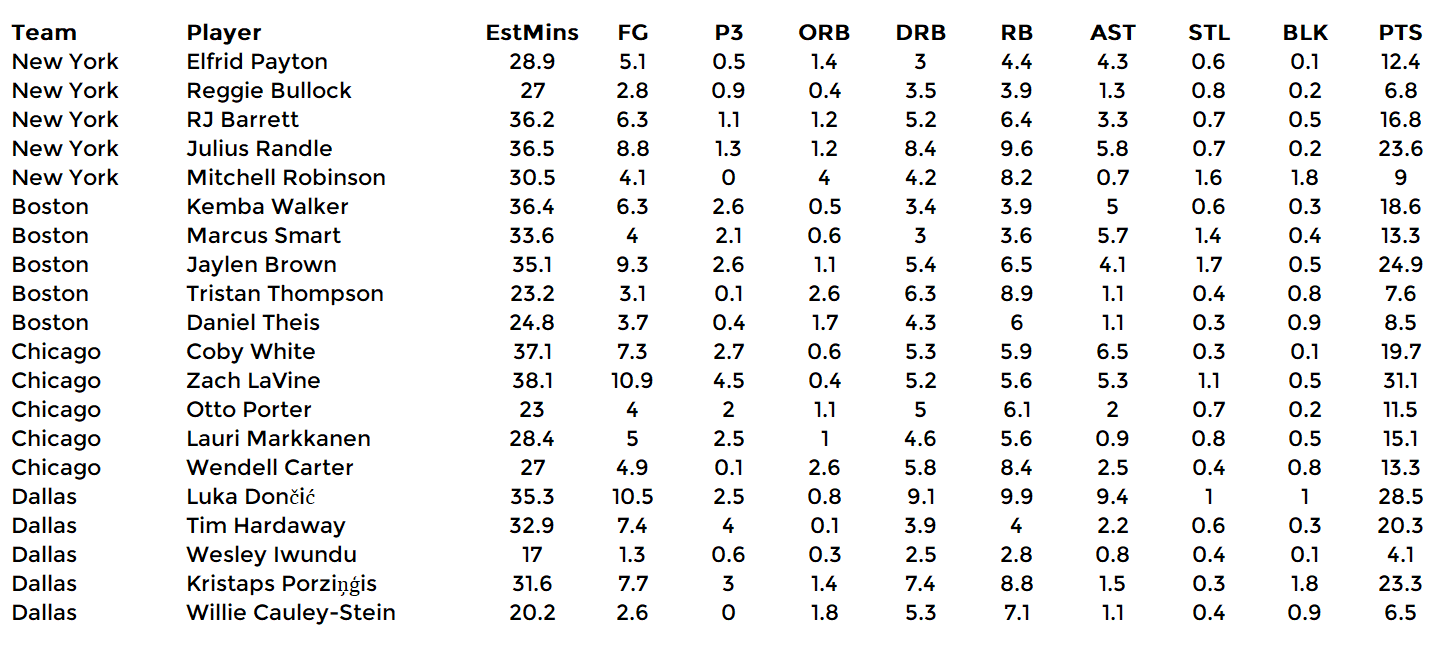 Team Player EstMins FG P3 ORB DRB RB AST STL BLK PTS
New York Elfrid Payton 28.9 5.1 0.5 1.4 3 4.4 4.3 0.6 0.1 12.4
New York Reggie Bullock 27 2.8 0.9 0.4 3.5 3.9 1.3 0.8 0.2 6.8
New York RJ Barrett 36.2 6.3 1.1 1.2 5.2 6.4 3.3 0.7 0.5 16.8
New York Julius Randle 36.5 8.8 1.3 1.2 8.4 9.6 5.8 0.7 0.2 23.6
New York Mitchell Robinson 30.5 4.1 0 4 4.2 8.2 0.7 1.6 1.8 9
Boston Kemba Walker 36.4 6.3 2.6 0.5 3.4 3.9 5 0.6 0.3 18.6
Boston Marcus Smart 33.6 4 2.1 0.6 3 3.6 5.7 1.4 0.4 13.3
Boston Jaylen Brown 35.1 9.3 2.6 1.1 5.4 6.5 4.1 1.7 0.5 24.9
Boston Tristan Thompson 23.2 3.1 0.1 2.6 6.3 8.9 1.1 0.4 0.8 7.6
Boston Daniel Theis 24.8 3.7 0.4 1.7 4.3 6 1.1 0.3 0.9 8.5
Chicago Coby White 37.1 7.3 2.7 0.6 5.3 5.9 6.5 0.3 0.1 19.7
Chicago Zach LaVine 38.1 10.9 4.5 0.4 5.2 5.6 5.3 1.1 0.5 31.1
Chicago Otto Porter 23 4 2 1.1 5 6.1 2 0.7 0.2 11.5
Chicago Lauri Markkanen 28.4 5 2.5 1 4.6 5.6 0.9 0.8 0.5 15.1
Chicago Wendell Carter 27 4.9 0.1 2.6 5.8 8.4 2.5 0.4 0.8 13.3
Dallas Luka Dončić 35.3 10.5 2.5 0.8 9.1 9.9 9.4 1 1 28.5
Dallas Tim Hardaway 32.9 7.4 4 0.1 3.9 4 2.2 0.6 0.3 20.3
Dallas Wesley Iwundu 17 1.3 0.6 0.3 2.5 2.8 0.8 0.4 0.1 4.1
Dallas Kristaps Porziņģis 31.6 7.7 3 1.4 7.4 8.8 1.5 0.3 1.8 23.3
Dallas Willie Cauley-Stein 20.2 2.6 0 1.8 5.3 7.1 1.1 0.4 0.9 6.5